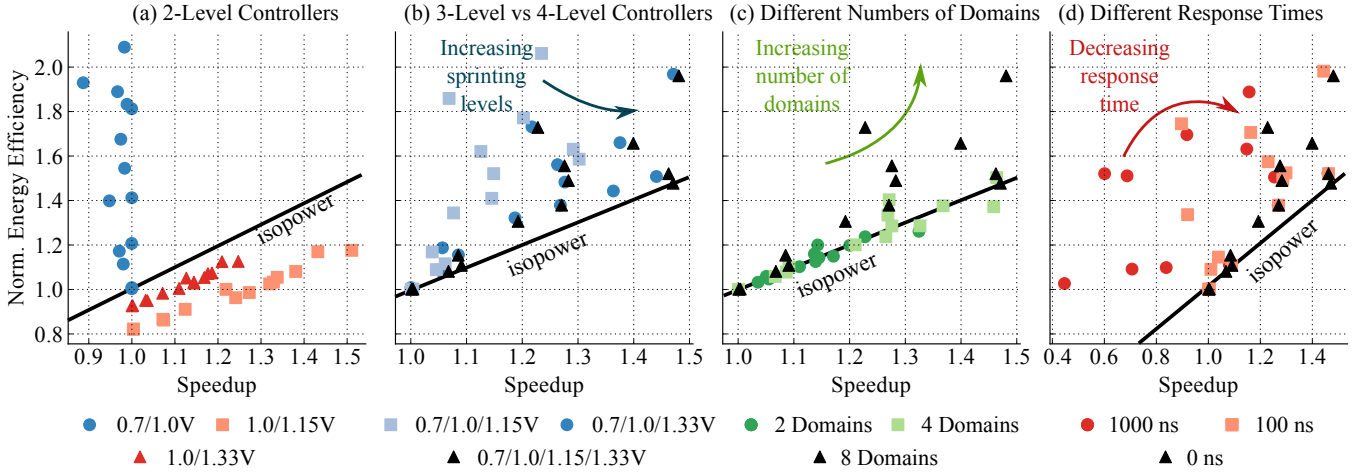 (a) 2-Level Controllers
(b) 3-Level vs 4-Level Controllers
(c) Different Numbers of Domains
(d) Different Response Times
Norm. Energy Efficiency
2.0
1.8
1.6
1.4
1.2
1.0
0.8
isopower
0.9 1.0 1.1 1.2 1.3 1.4 1.5
Speedup
Increasing
sprinting
levels
isopower
1.0 1.1 1.2 1.3 1.4 1.5
Speedup
Increasing
number of
domains
isopower
1.0 1.1 1.2 1.3 1.4 1.5
Speedup
Decreasing
response
time
isopower
0.4 0.6 0.8 1.0 1.2 1.4
Speedup
0.7/1.0V 1.0/1.15V
1.0/1.33V
0.7/1.0/1.15V 0.7/1.0/1.33V
0.7/1.0/1.15/1.33V
2 Domains 4 Domains
8 Domains
1000 ns 100 ns
0 ns